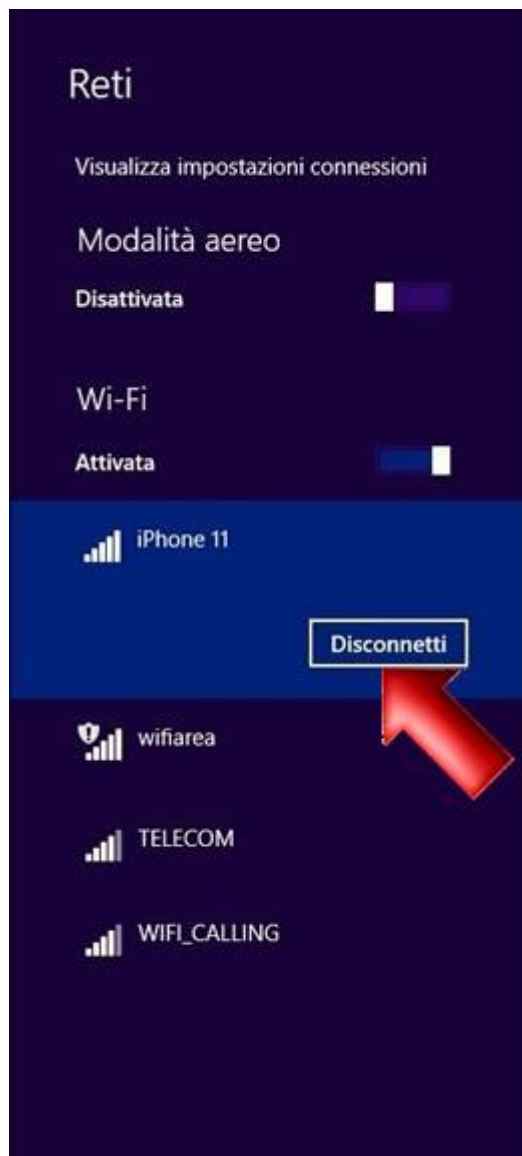 Reti
Visualizza impostazioni connessioni
Modalità aereo
Disattivata
Wi-Fi
Attivata
iPhone 11
Disconnetti
wifiarea
TELECOM
WIFI_CALLING